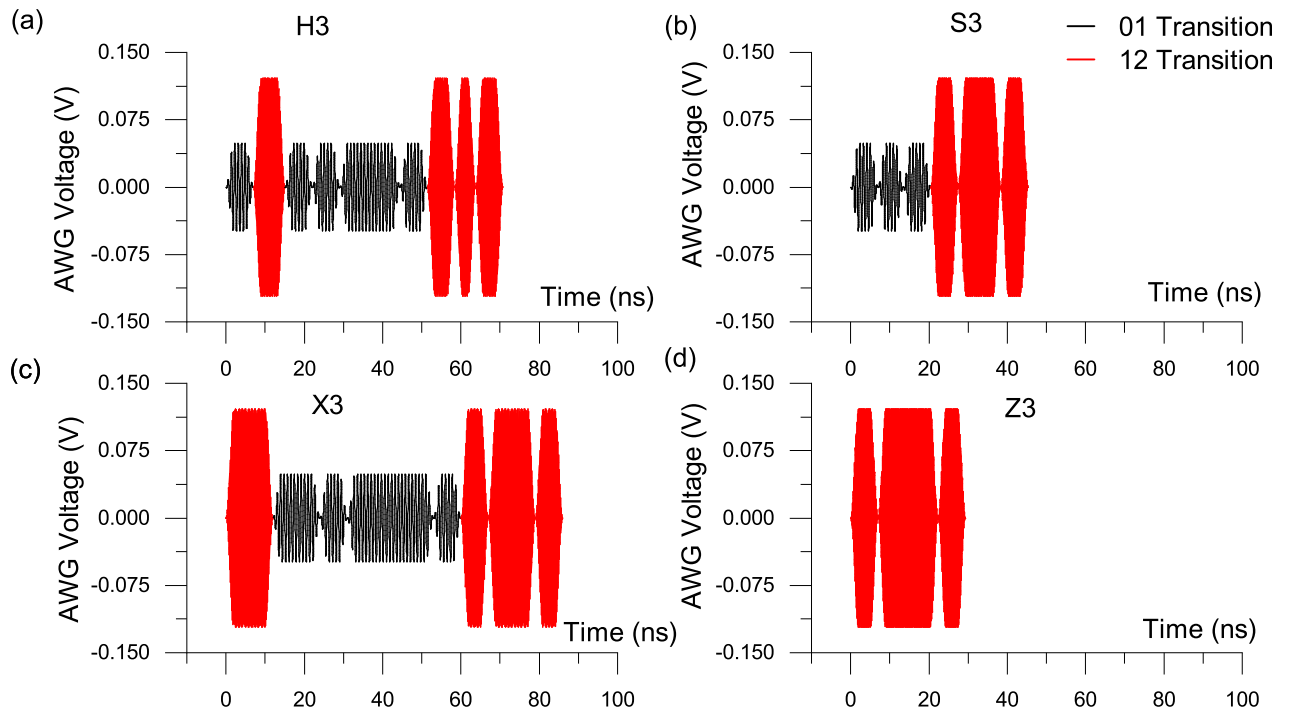 (a)
H3
0.150
0.075
0.000
-0.075
-0.150
AWG Voltage (V)
Time (ns)
0 20 40 60 80 100
(b)
S3
01 Transition
12 Transition
0.150
0.075
0.000
-0.075
-0.150
AWG Voltage (V)
Time (ns)
0 20 40 60 80 100
(c)
X3
0.150
0.075
0.000
-0.075
-0.150
AWG Voltage (V)
Time (ns)
0 20 40 60 80 100
(d)
Z3
0.150
0.075
0.000
-0.075
-0.150
AWG Voltage (V)
Time (ns)
0 20 40 60 80 100